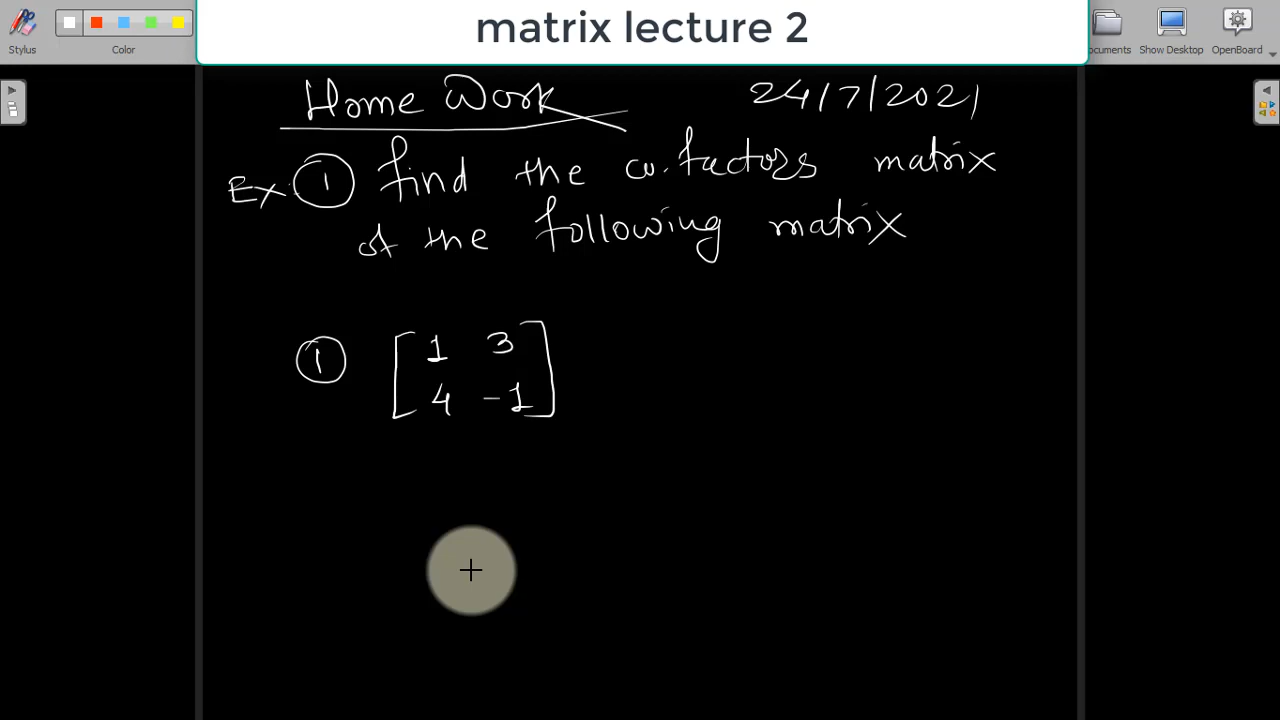 matrix lecture 2
Stylus
Color
Show Desktop
OpenBoard
Home Work 24/7/2021
Ex. ① find the co.factors matrix
of the following matrix
① [1 3
4 -1]